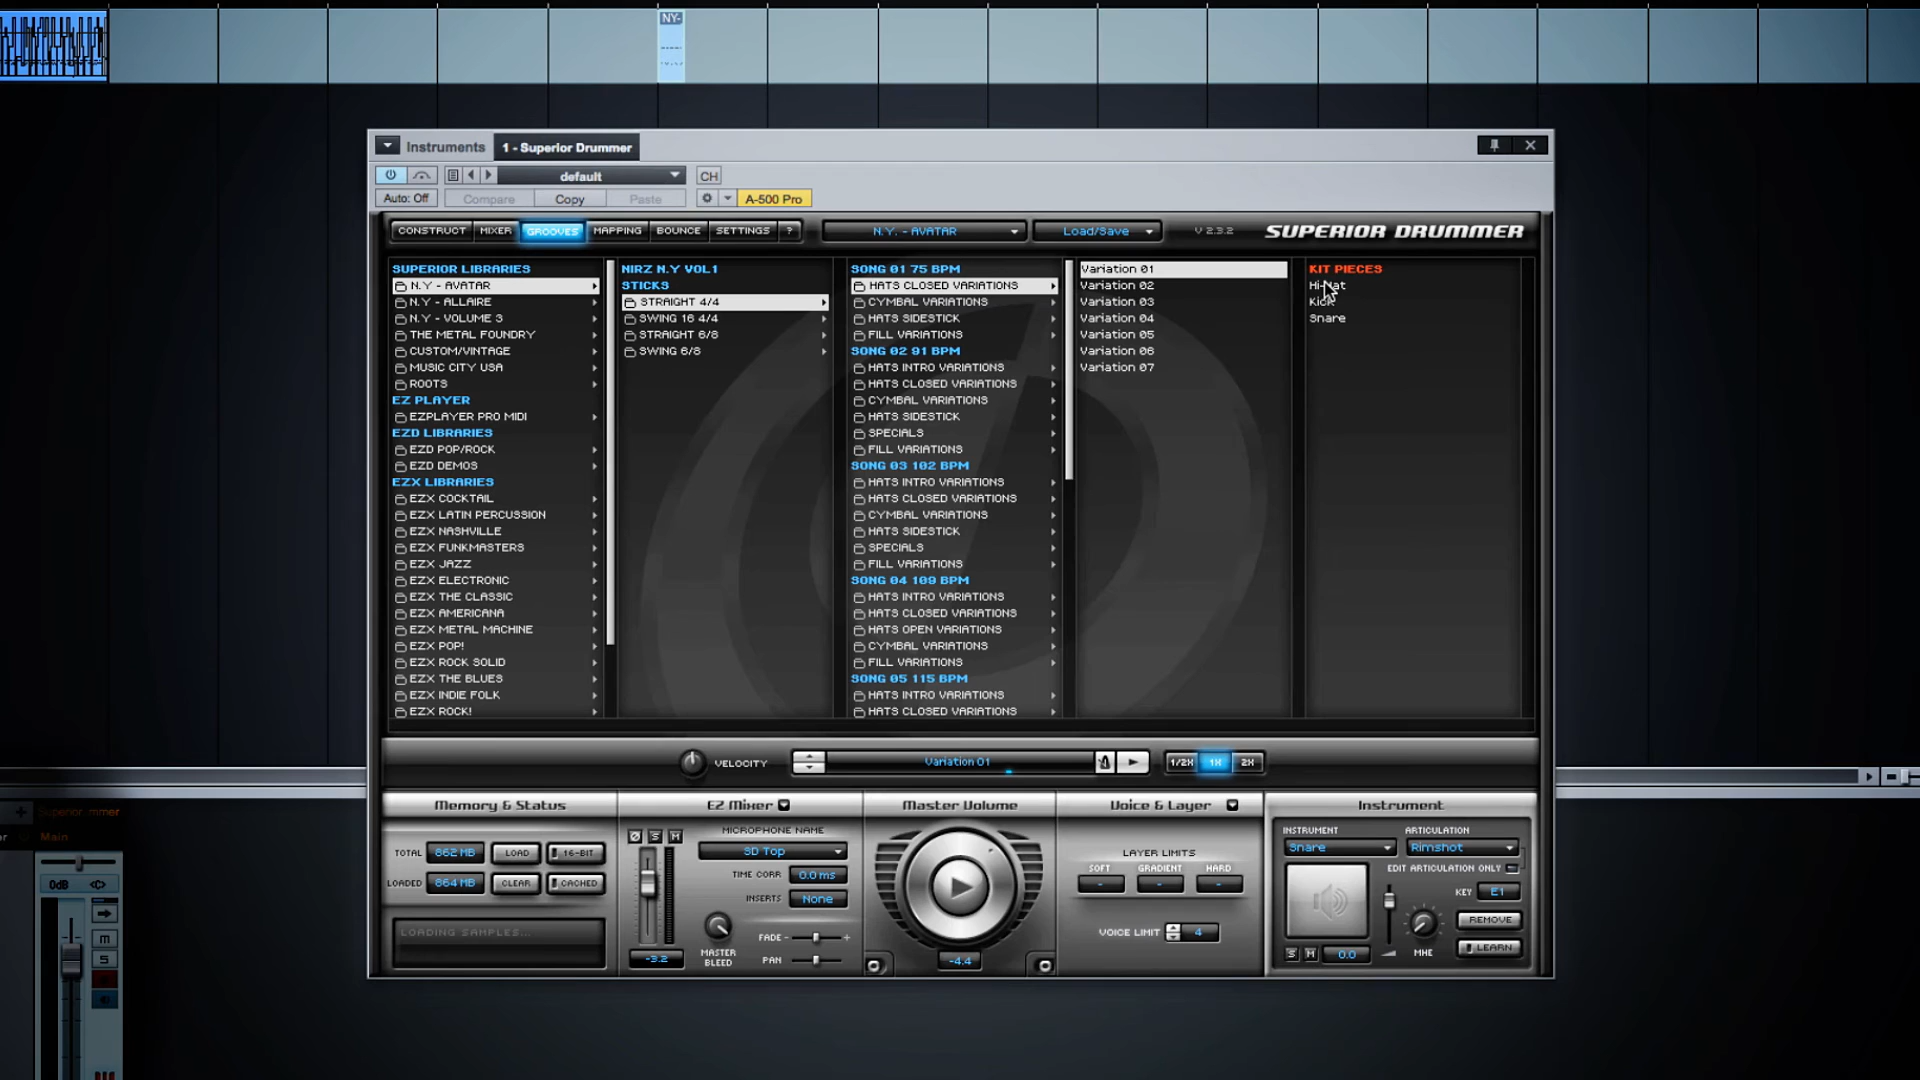 NY-
Instruments
1 - Superior Drummer
default
CH
Auto: Off
Compare
Copy
Paste
A-500 Pro
CONSTRUCT
MIXER
GROOVES
MAPPING
BOUNCE
SETTINGS
?
N.Y. - AVATAR
Load/Save
V 2.3.2
SUPERIOR DRUMMER
SUPERIOR LIBRARIES
N.Y - AVATAR
N.Y - ALLAIRE
N.Y - VOLUME 3
THE METAL FOUNDRY
CUSTOM/VINTAGE
MUSIC CITY USA
ROOTS
EZ PLAYER
EZPLAYER PRO MIDI
EZD LIBRARIES
EZD POP/ROCK
EZD DEMOS
EZX LIBRARIES
EZX COCKTAIL
EZX LATIN PERCUSSION
EZX NASHVILLE
EZX FUNKMASTERS
EZX JAZZ
EZX ELECTRONIC
EZX THE CLASSIC
EZX AMERICANA
EZX METAL MACHINE
EZX POP!
EZX ROCK SOLID
EZX THE BLUES
EZX INDIE FOLK
EZX ROCK!
NIRZ N.Y VOL1
STICKS
STRAIGHT 4/4
SWING 16 4/4
STRAIGHT 6/8
SWING 6/8
SONG 01 75 BPM
HATS CLOSED VARIATIONS
CYMBAL VARIATIONS
HATS SIDESTICK
FILL VARIATIONS
SONG 02 91 BPM
HATS INTRO VARIATIONS
HATS CLOSED VARIATIONS
CYMBAL VARIATIONS
HATS SIDESTICK
SPECIALS
FILL VARIATIONS
SONG 03 102 BPM
HATS INTRO VARIATIONS
HATS CLOSED VARIATIONS
CYMBAL VARIATIONS
HATS SIDESTICK
SPECIALS
FILL VARIATIONS
SONG 04 109 BPM
HATS INTRO VARIATIONS
HATS CLOSED VARIATIONS
HATS OPEN VARIATIONS
CYMBAL VARIATIONS
FILL VARIATIONS
SONG 05 115 BPM
HATS INTRO VARIATIONS
HATS CLOSED VARIATIONS
Variation 01
Variation 02
Variation 03
Variation 04
Variation 05
Variation 06
Variation 07
KIT PIECES
Hi-Hat
Kick
Snare
VELOCITY
Variation 01
1/2X
1X
2X
Memory & Status
TOTAL
862 MB
LOAD
16-BIT
LOADED
864 MB
CLEAR
CACHED
LOADING SAMPLES...
EZ Mixer
S
M
MICROPHONE NAME
SD Top
TIME CORR
0.0 ms
INSERTS
None
FADE - +
PAN
MASTER BLEED
-3.2
Master Volume
-4.4
Voice & Layer
LAYER LIMITS
SOFT
GRADIENT
HARD
- - -
VOICE LIMIT
4
Instrument
INSTRUMENT
Snare
ARTICULATION
Rimshot
EDIT ARTICULATION ONLY
KEY
E1
REMOVE
LEARN
S
M
0.0
MHE
Main
0dB
<C>
M
S